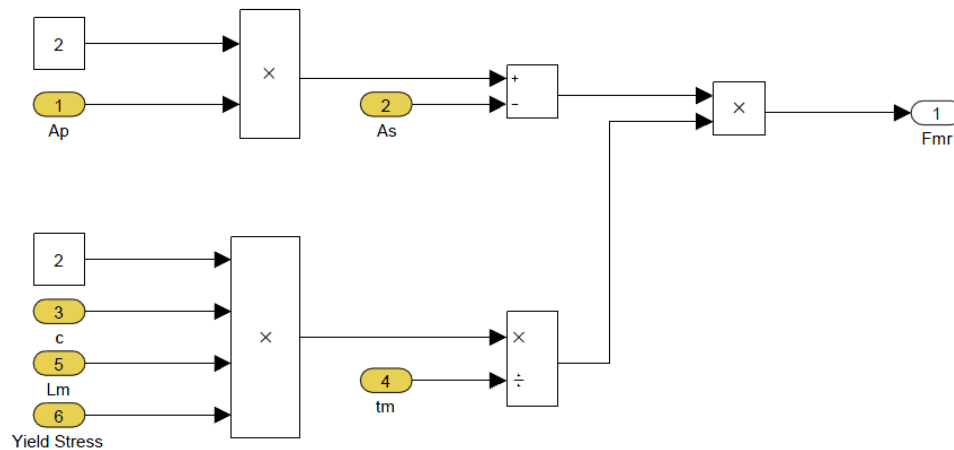 2
×
1
Ap
2
As
+
−
×
1
Fmr
2
3
c
5
Lm
6
Yield Stress
×
4
tm
×
÷